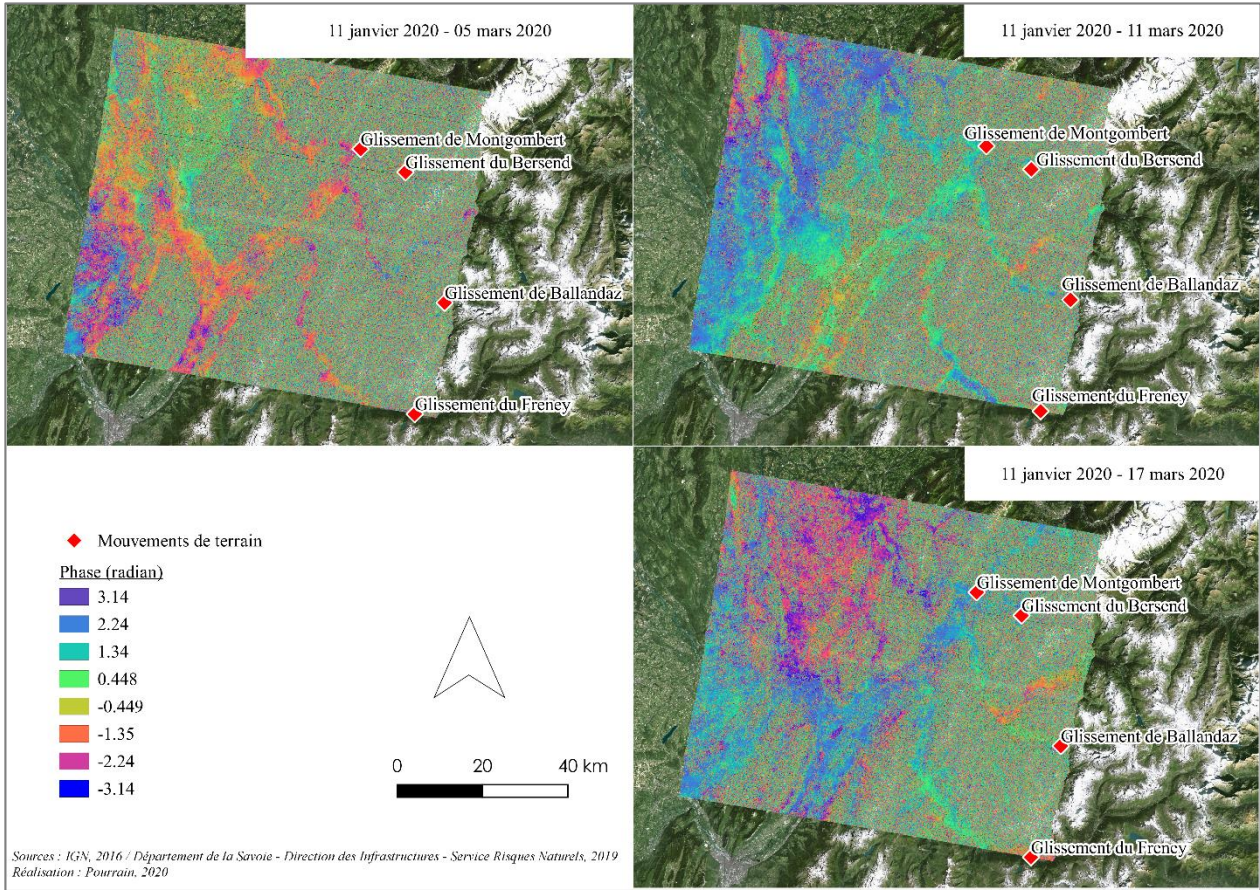 11 janvier 2020 - 05 mars 2020
Glissement de Montgombert
Glissement du Bersend
Glissement de Ballandaz
Glissement du Freney
11 janvier 2020 - 11 mars 2020
Glissement de Montgombert
Glissement du Bersend
Glissement de Ballandaz
Glissement du Freney
Mouvements de terrain
Phase (radian)
3.14
2.24
1.34
0.448
-0.449
-1.35
-2.24
-3.14
0 20 40 km
Sources : IGN, 2016 / Département de la Savoie - Direction des Infrastructures - Service Risques Naturels, 2019
Réalisation : Pourrain, 2020
11 janvier 2020 - 17 mars 2020
Glissement de Montgombert
Glissement du Bersend
Glissement de Ballandaz
Glissement du Freney